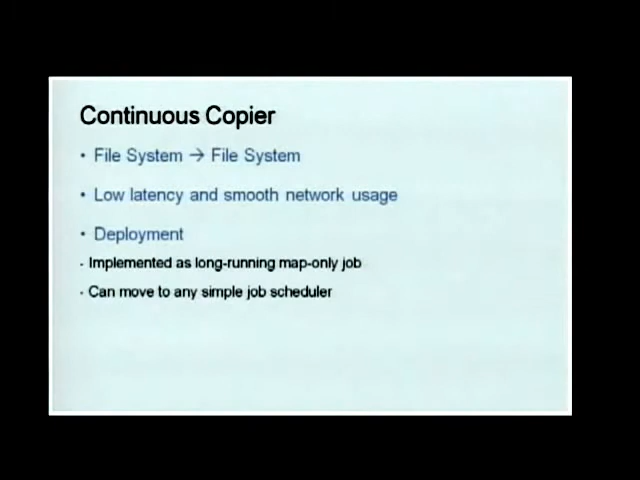 Continuous Copier
• File System → File System
• Low latency and smooth network usage
• Deployment
- Implemented as long-running map-only job
- Can move to any simple job scheduler